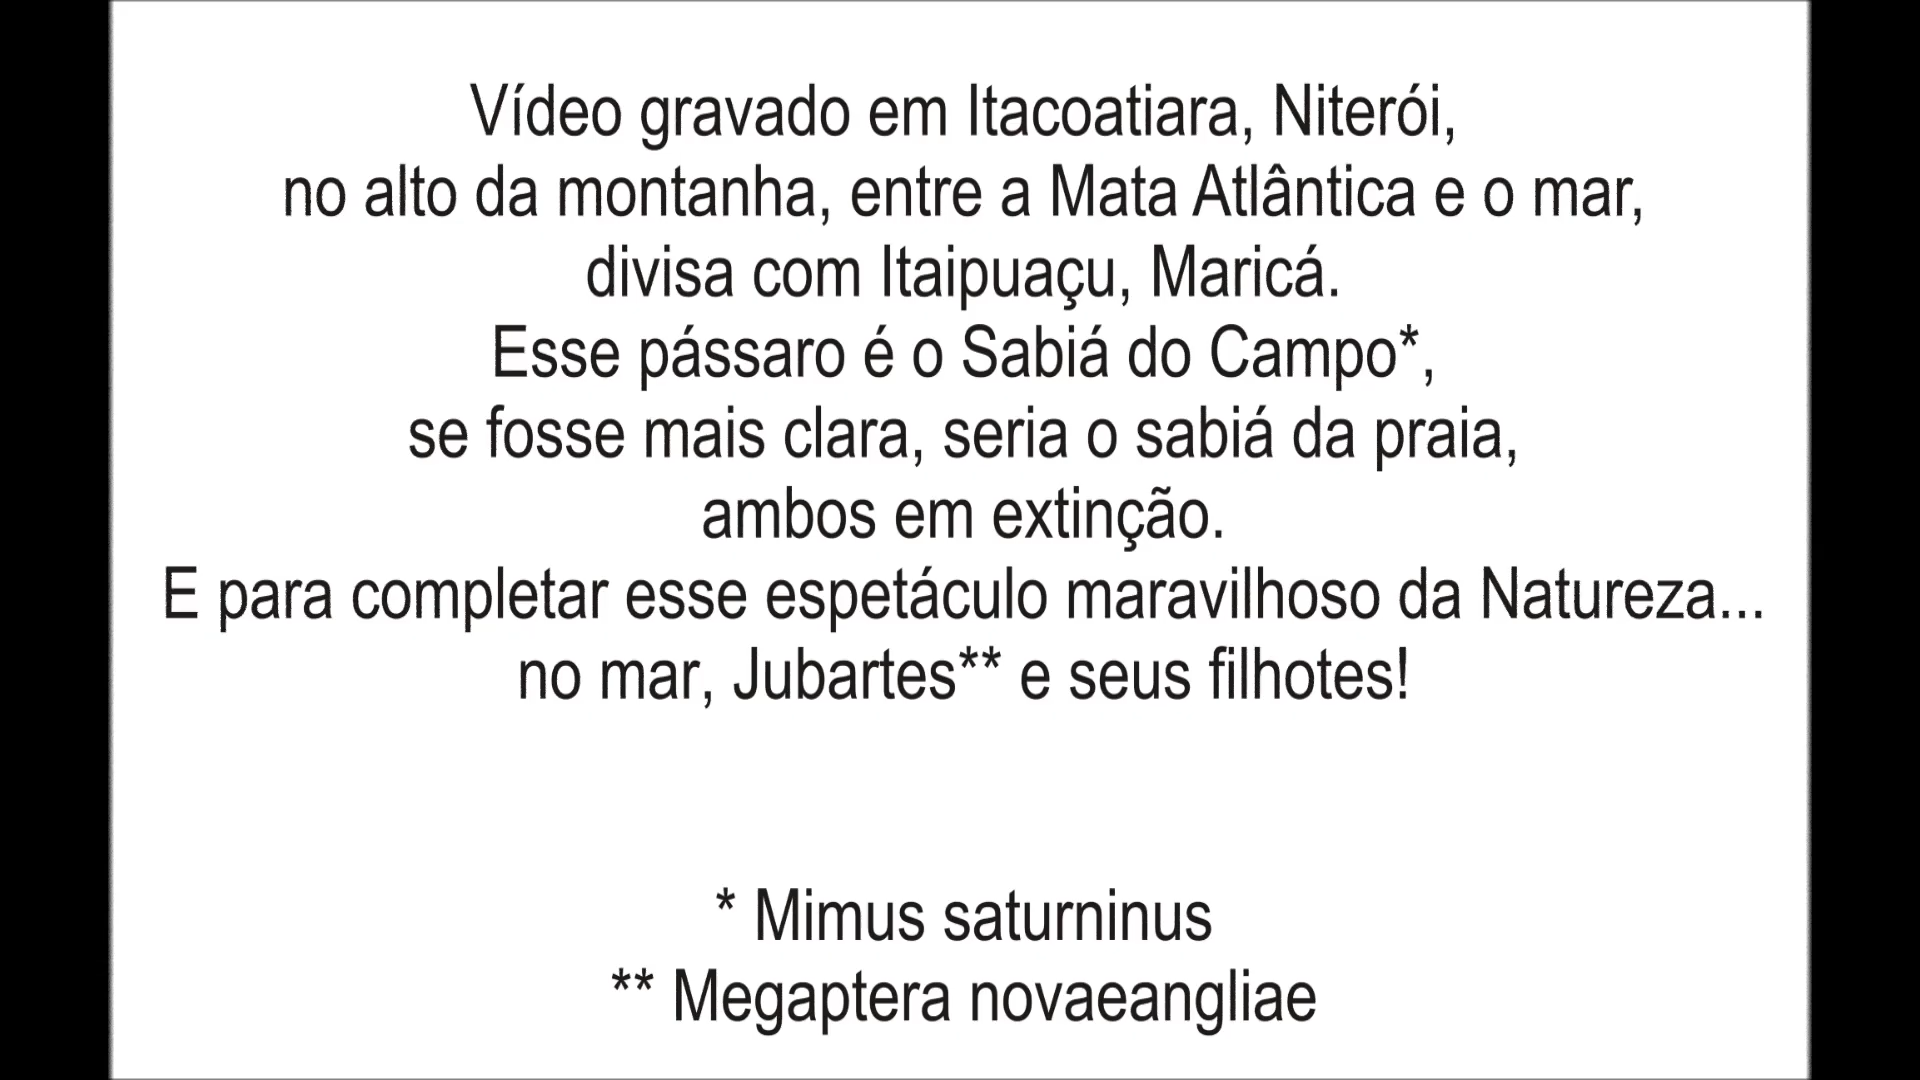 Vídeo gravado em Itacoatiara, Niterói,
no alto da montanha, entre a Mata Atlântica e o mar,
divisa com Itaipuaçu, Maricá.
Esse pássaro é o Sabiá do Campo*,
se fosse mais clara, seria o sabiá da praia,
ambos em extinção.
E para completar esse espetáculo maravilhoso da Natureza...
no mar, Jubartes** e seus filhotes!
* Mimus saturninus
** Megaptera novaeangliae